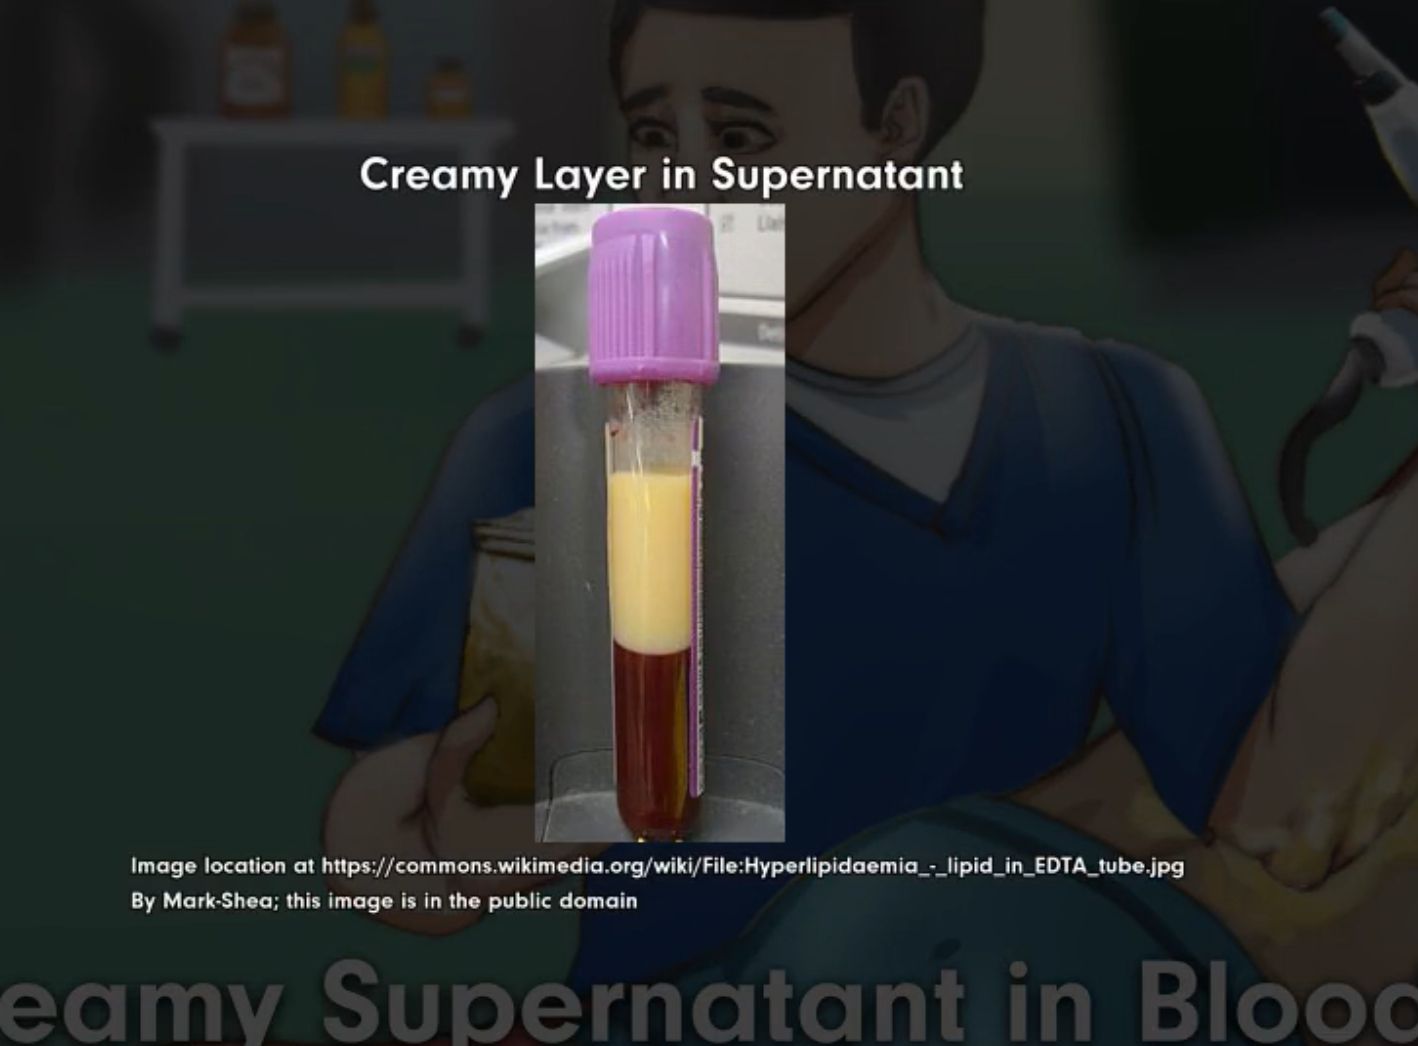 Creamy Layer in Supernatant
Image location at https://commons.wikimedia.org/wiki/File:Hyperlipidaemia_-_lipid_in_EDTA_tube.jpg
By Mark-Shea; this image is in the public domain
eamy Supernatant in Blood